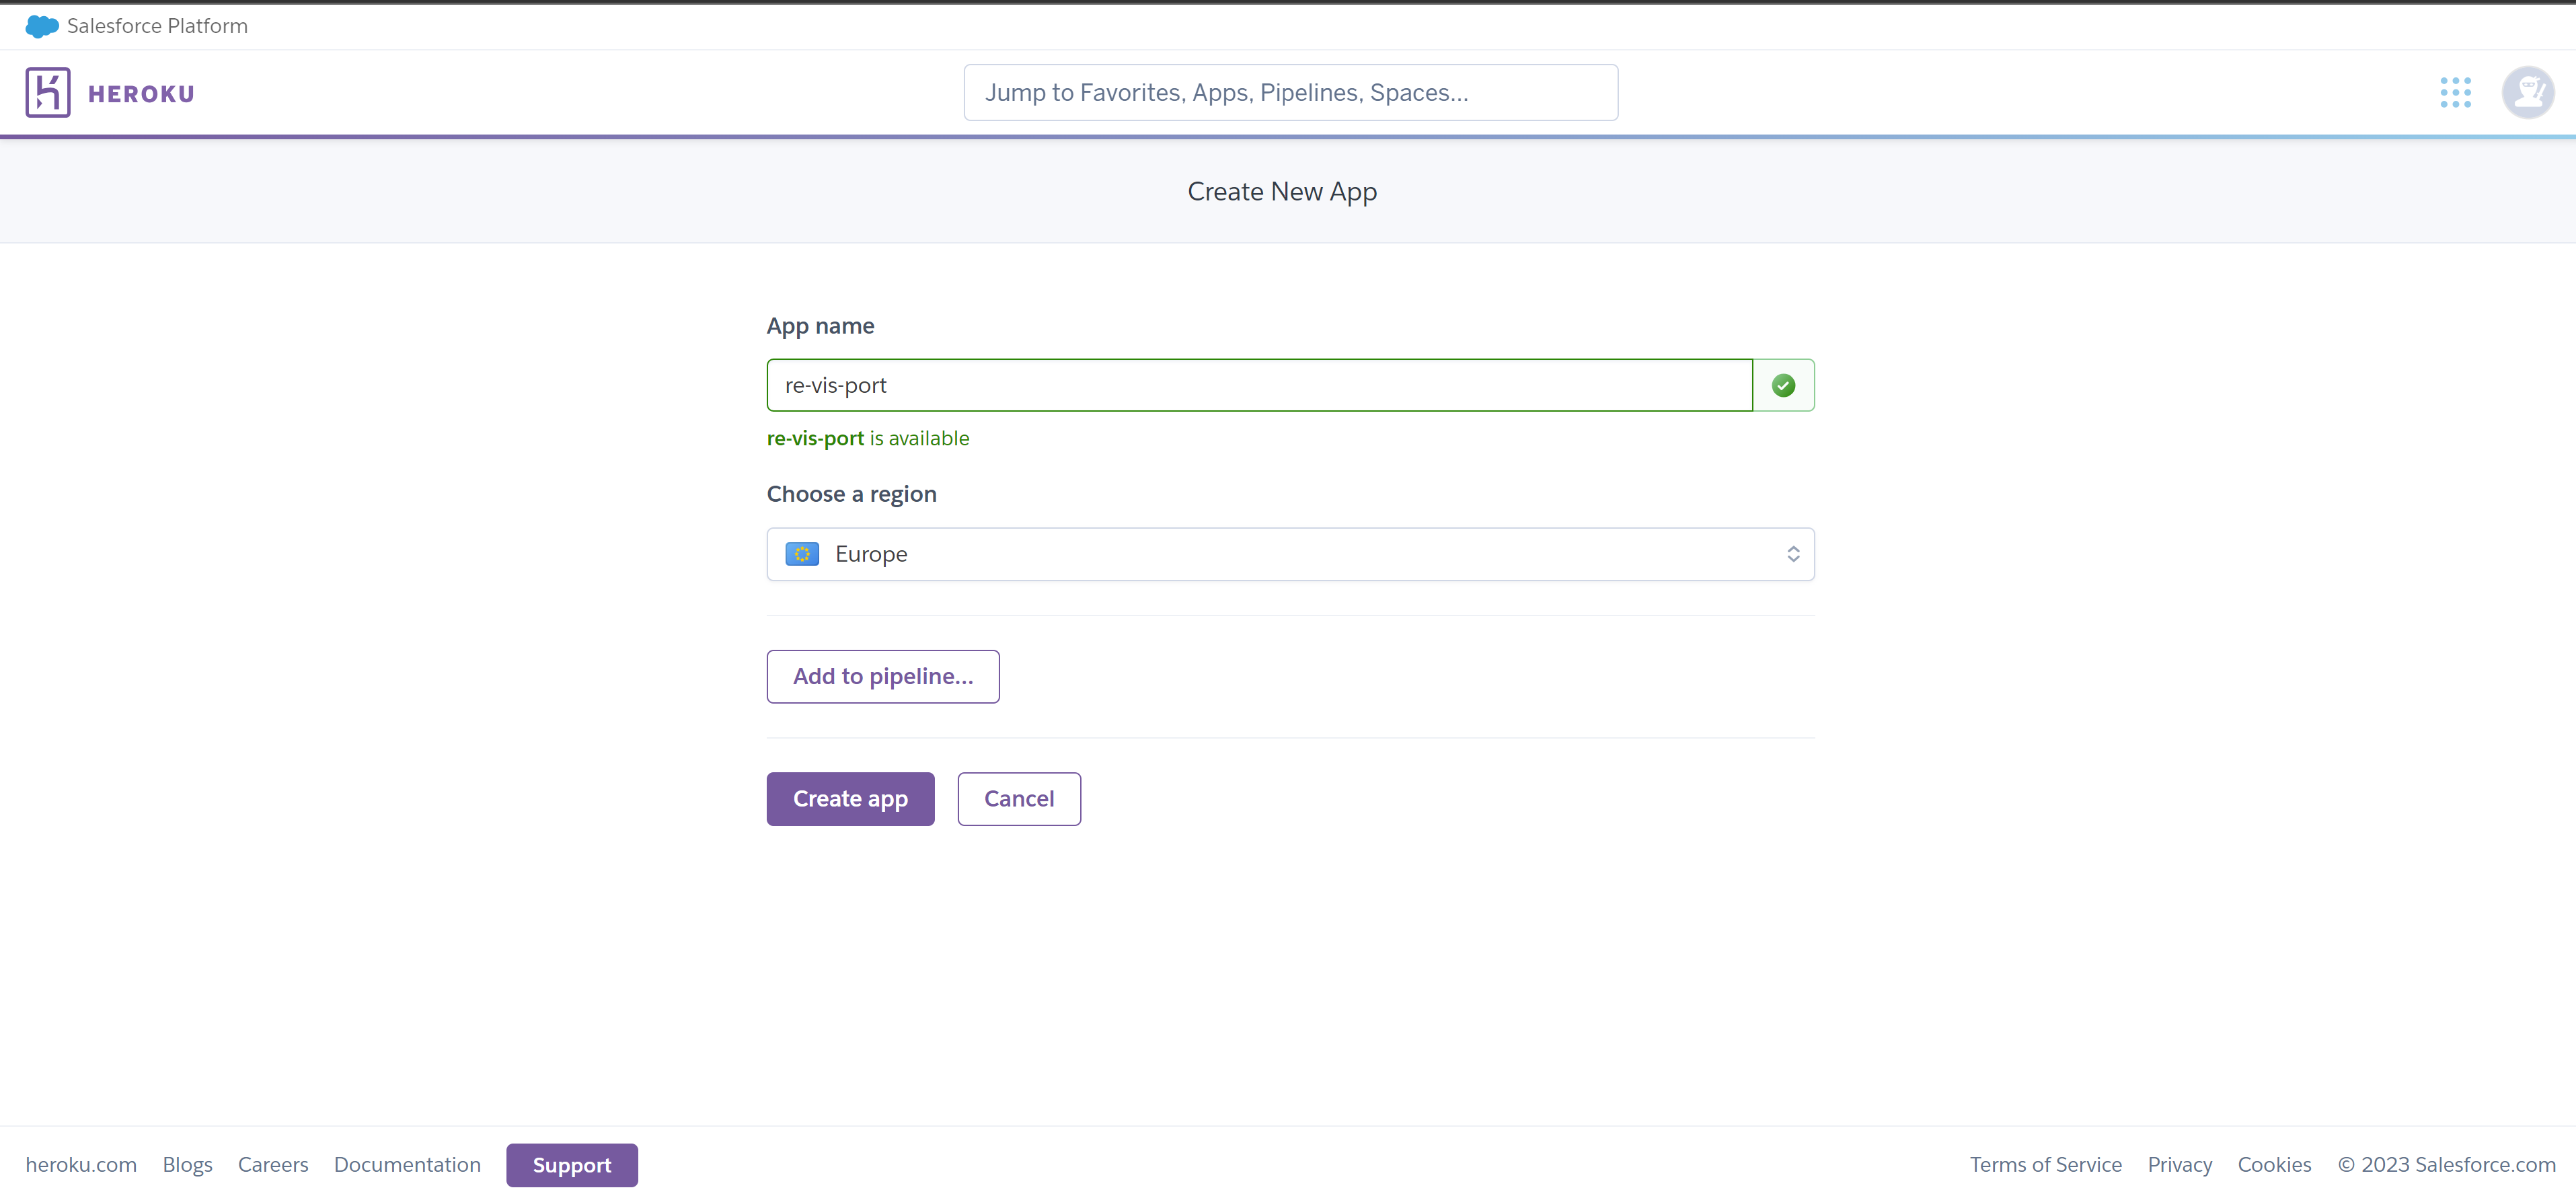 Salesforce Platform
HEROKU
Jump to Favorites, Apps, Pipelines, Spaces...
Create New App
App name
re-vis-port
re-vis-port is available
Choose a region
Europe
Add to pipeline...
Create app Cancel
heroku.com Blogs Careers Documentation Support Terms of Service Privacy Cookies © 2023 Salesforce.com